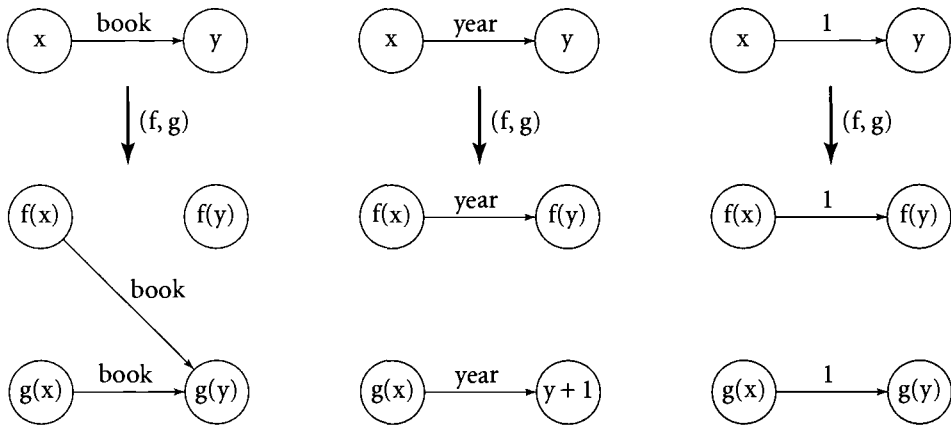 x book y x year y x 1 y
(f, g) (f, g) (f, g)
f(x) f(y) f(x) year f(y) f(x) 1 f(y)
book
g(x) book g(y) g(x) year y + 1 g(x) 1 g(y)